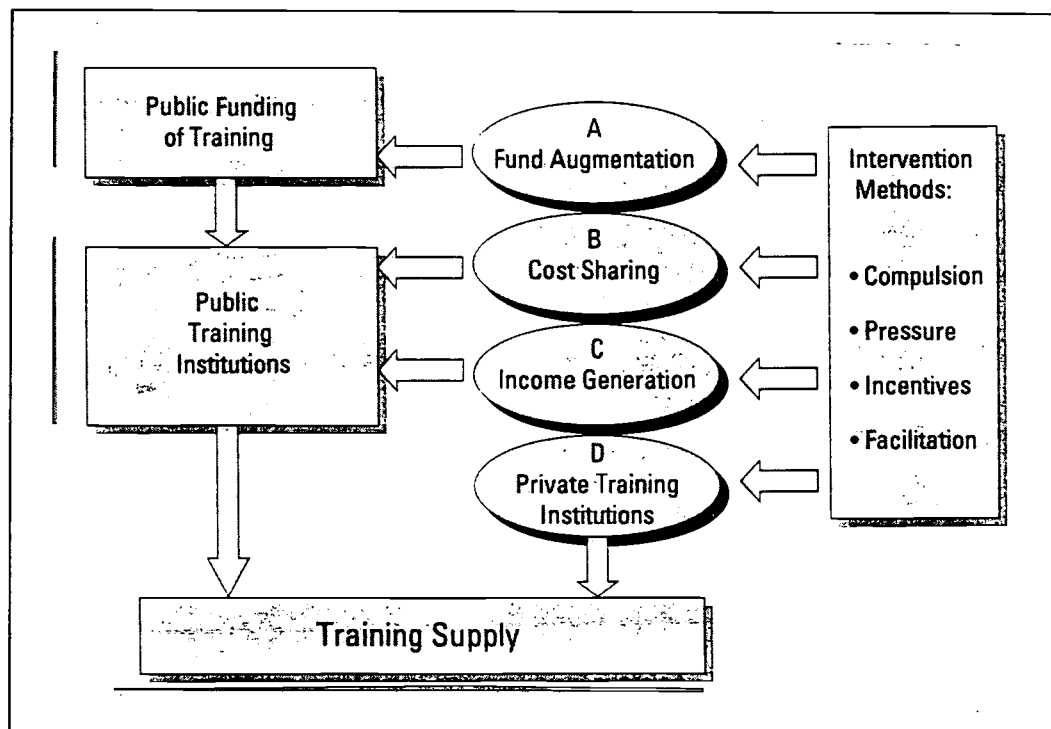 Public Funding
of Training
A
Fund Augmentation
Intervention
Methods:
• Compulsion
• Pressure
• Incentives
• Facilitation
B
Cost Sharing
Public
Training
Institutions
C
Income Generation
D
Private Training
Institutions
Training Supply